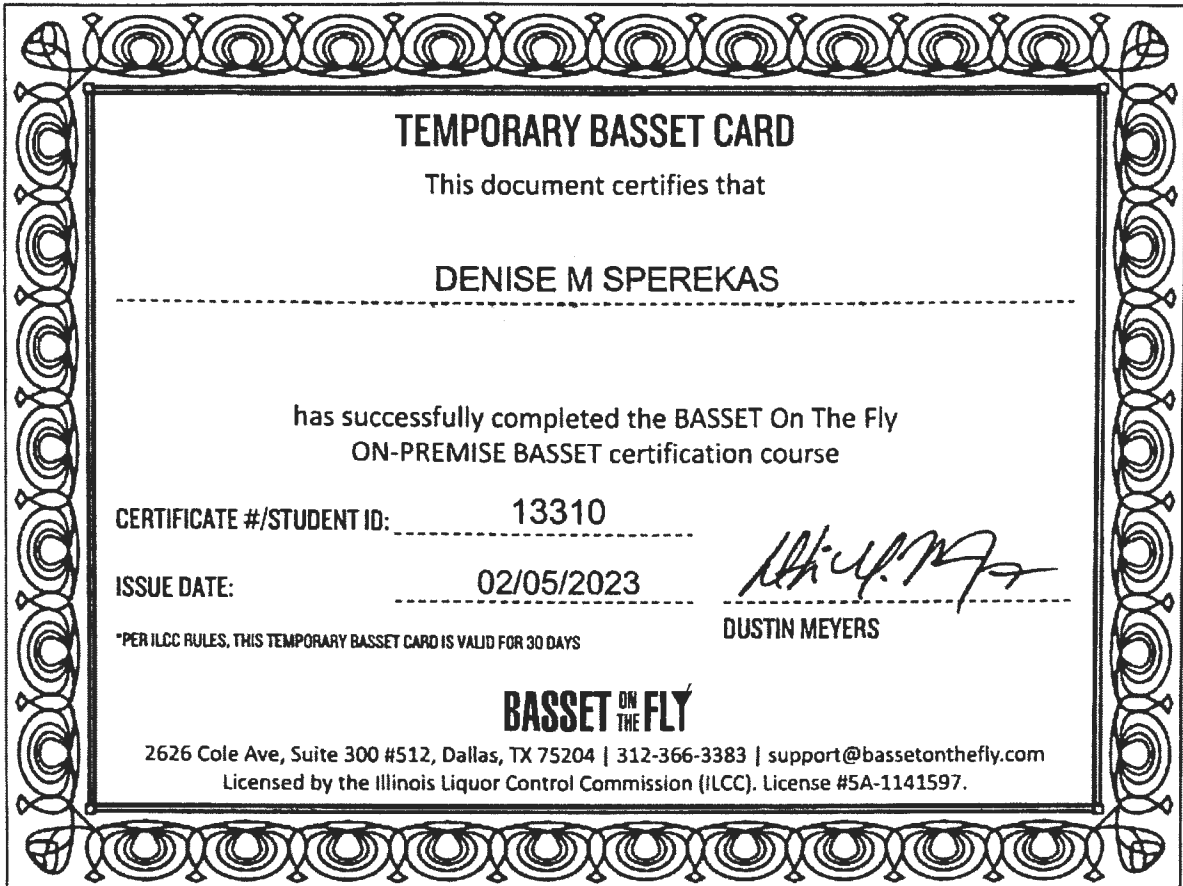 TEMPORARY BASSET CARD
This document certifies that
DENISE M SPEREKAS
has successfully completed the BASSET On The Fly
ON-PREMISE BASSET certification course
CERTIFICATE #/STUDENT ID: 13310
ISSUE DATE: 02/05/2023
DUSTIN MEYERS
*PER ILCC RULES, THIS TEMPORARY BASSET CARD IS VALID FOR 30 DAYS
BASSET ON THE FLY
2626 Cole Ave, Suite 300 #512, Dallas, TX 75204 | 312-366-3383 | support@bassetonthefly.com
Licensed by the Illinois Liquor Control Commission (ILCC). License #5A-1141597.